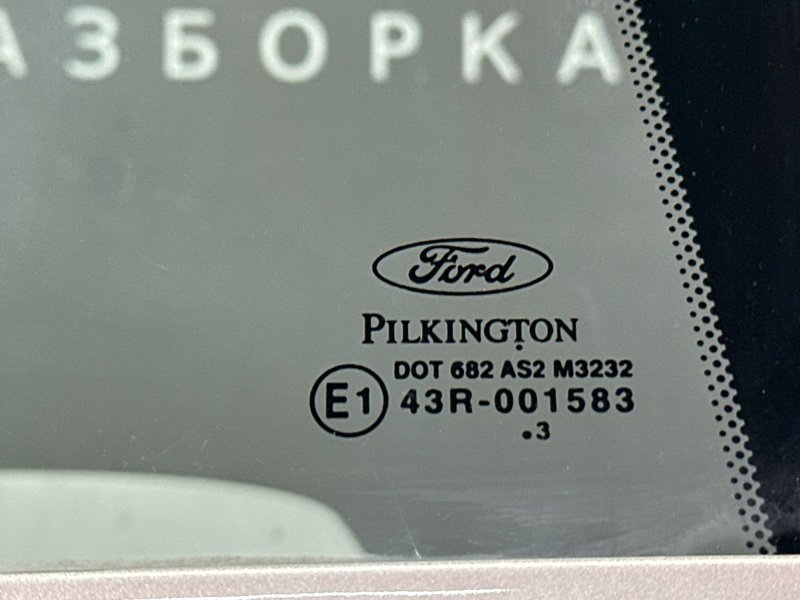 АЗБОРКА
Ford
PILKINGTON
DOT 682 AS2 M3232
E1 43R-001583
.3